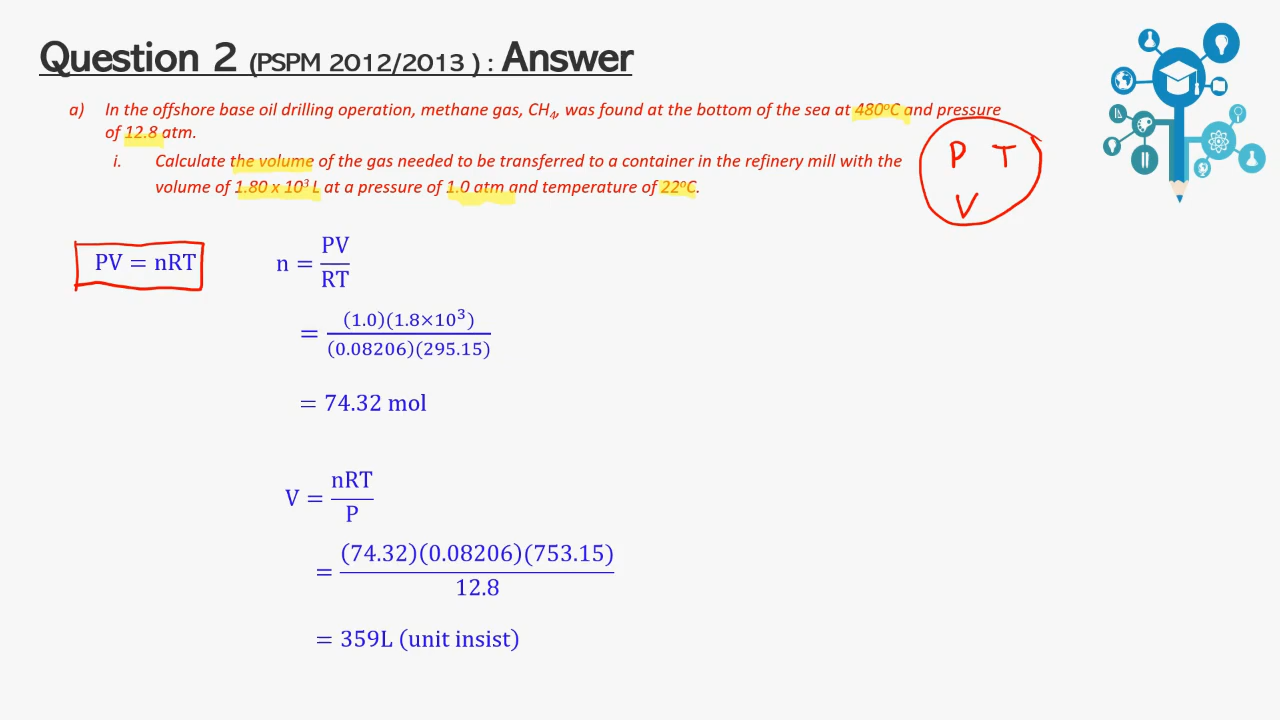 Question 2 (PSPM 2012/2013 ) : Answer
a) In the offshore base oil drilling operation, methane gas, CH₄, was found at the bottom of the sea at 480°C and pressure
of 12.8 atm.
i. Calculate the volume of the gas needed to be transferred to a container in the refinery mill with the
volume of 1.80 x 10³ L at a pressure of 1.0 atm and temperature of 22°C.
P T
V
PV = nRT
n = PV/RT
= (1.0)(1.8×10³)/(0.08206)(295.15)
= 74.32 mol
V = nRT/P
= (74.32)(0.08206)(753.15)/12.8
= 359L (unit insist)